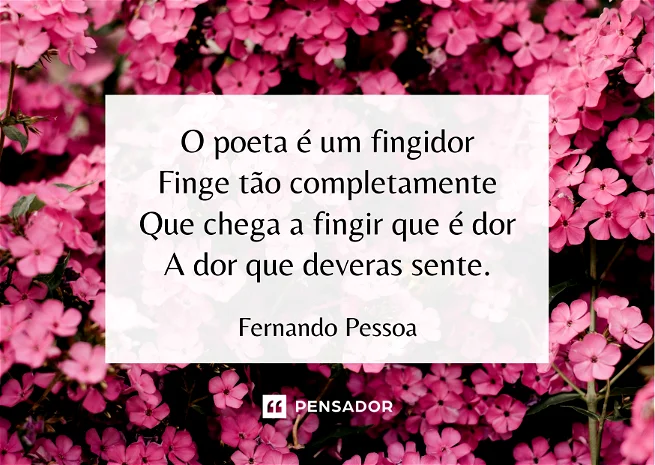 O poeta é um fingidor
Finge tão completamente
Que chega a fingir que é dor
A dor que deveras sente.
Fernando Pessoa
PENSADOR